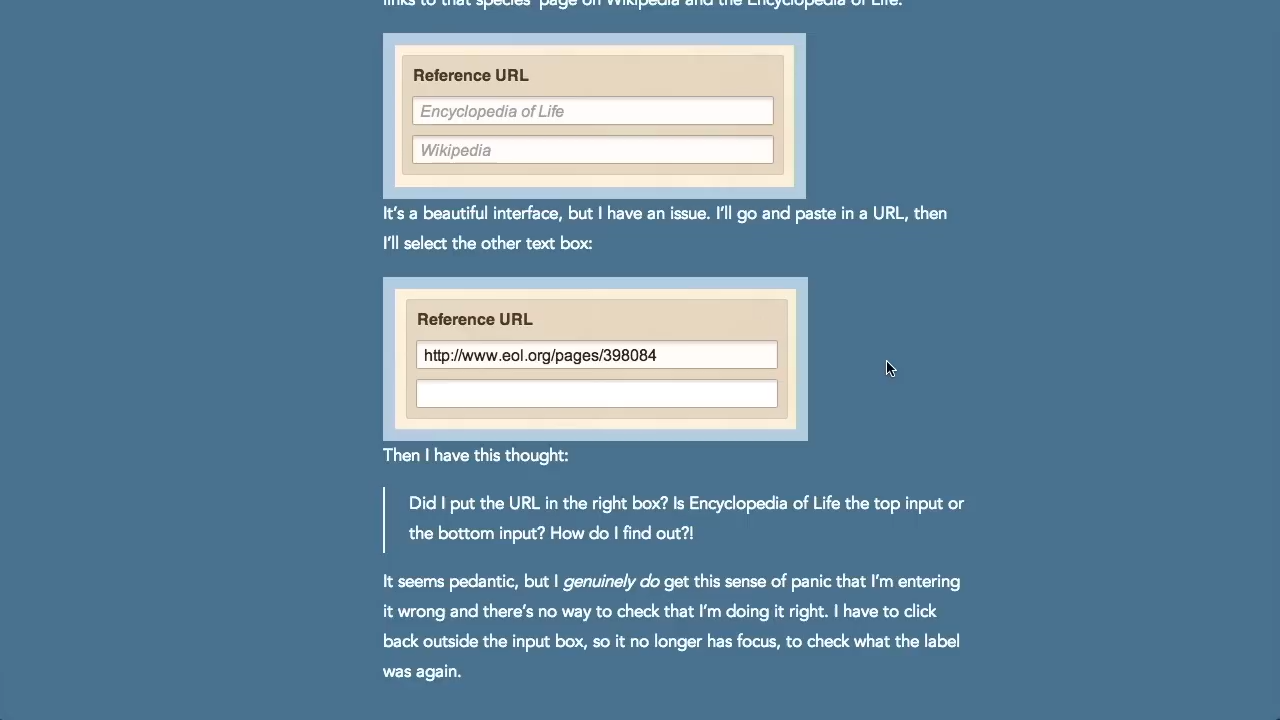 links to that species' page on Wikipedia and the Encyclopedia of Life.
Reference URL
Encyclopedia of Life
Wikipedia
It’s a beautiful interface, but I have an issue. I’ll go and paste in a URL, then
I’ll select the other text box:
Reference URL
http://www.eol.org/pages/398084
Then I have this thought:
Did I put the URL in the right box? Is Encyclopedia of Life the top input or
the bottom input? How do I find out?!
It seems pedantic, but I genuinely do get this sense of panic that I’m entering
it wrong and there’s no way to check that I’m doing it right. I have to click
back outside the input box, so it no longer has focus, to check what the label
was again.